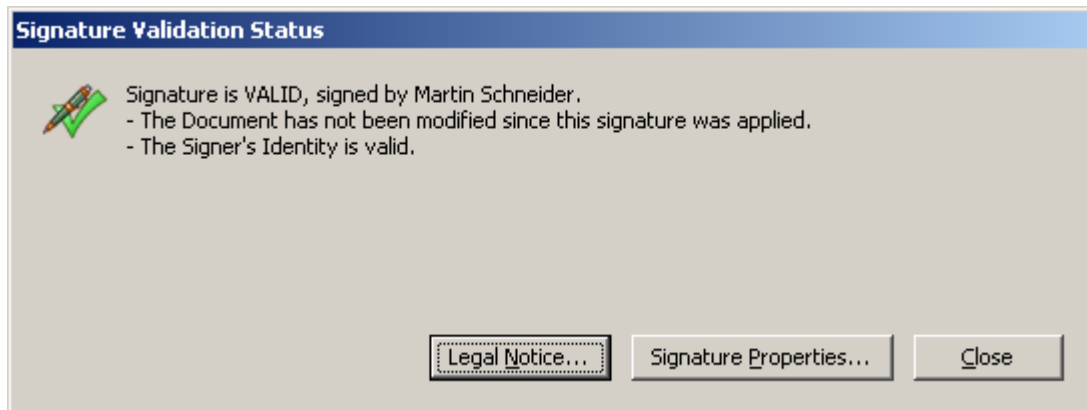 Signature Validation Status
Signature is VALID, signed by Martin Schneider.
- The Document has not been modified since this signature was applied.
- The Signer's Identity is valid.
Legal Notice... Signature Properties... Close